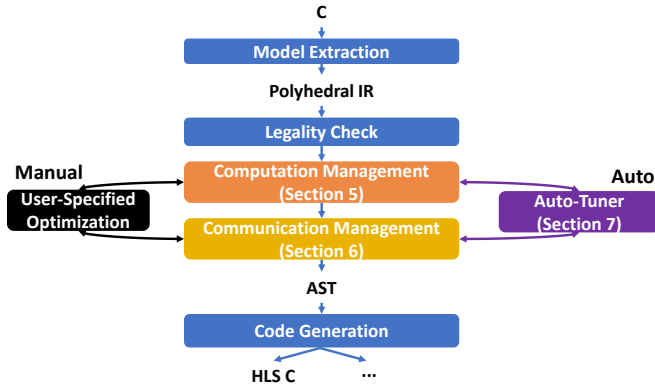 C
Model Extraction
Polyhedral IR
Legality Check
Manual
Computation Management
(Section 5)
Auto
User-Specified
Optimization
Auto-Tuner
(Section 7)
Communication Management
(Section 6)
AST
Code Generation
HLS C
...